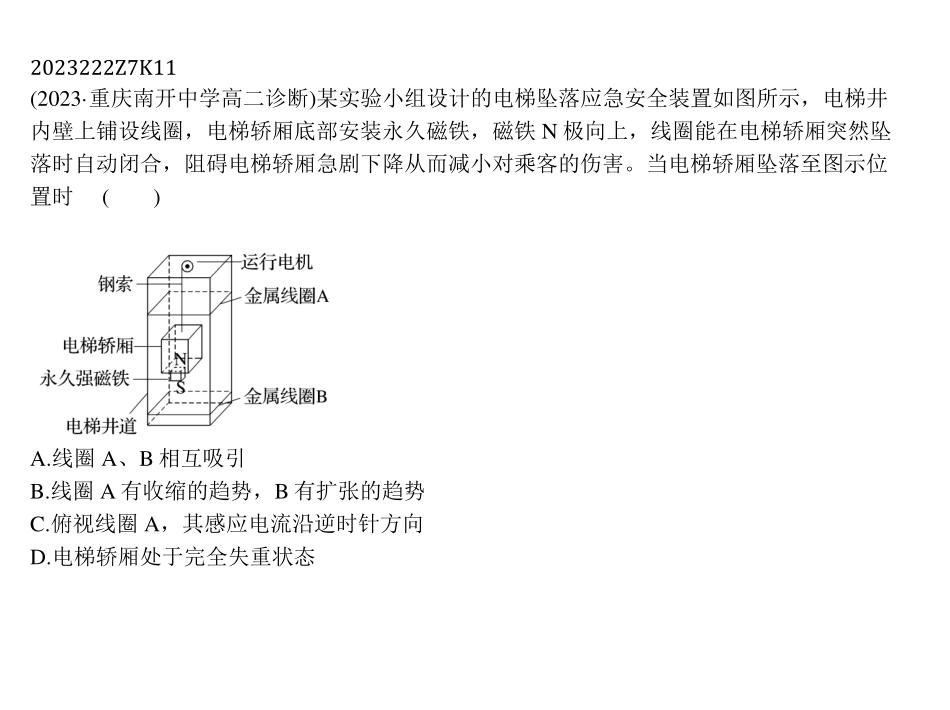 2023222Z7K11
(2023·重庆南开中学高二诊断)某实验小组设计的电梯坠落应急安全装置如图所示，电梯井
内壁上铺设线圈，电梯轿厢底部安装永久磁铁，磁铁 N 极向上，线圈能在电梯轿厢突然坠
落时自动闭合，阻碍电梯轿厢急剧下降从而减小对乘客的伤害。当电梯轿厢坠落至图示位
置时 (  )
运行电机
钢索
金属线圈A
电梯轿厢
N
永久强磁铁
S
金属线圈B
电梯井道
A.线圈 A、B 相互吸引
B.线圈 A 有收缩的趋势，B 有扩张的趋势
C.俯视线圈 A，其感应电流沿逆时针方向
D.电梯轿厢处于完全失重状态